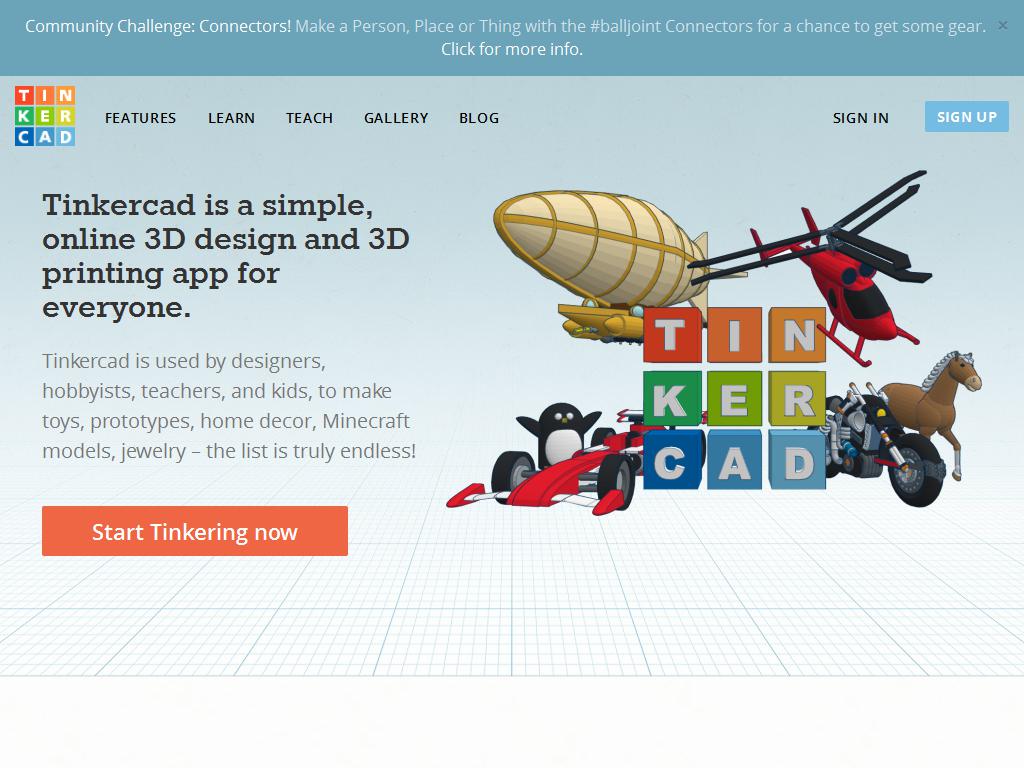 Community Challenge: Connectors! Make a Person, Place or Thing with the #balljoint Connectors for a chance to get some gear. ×
Click for more info.
TIN
KER
CAD
FEATURES LEARN TEACH GALLERY BLOG SIGN IN SIGN UP
Tinkercad is a simple,
online 3D design and 3D
printing app for
everyone.
Tinkercad is used by designers,
hobbyists, teachers, and kids, to make
toys, prototypes, home decor, Minecraft
models, jewelry – the list is truly endless!
Start Tinkering now
TIN
KER
CAD